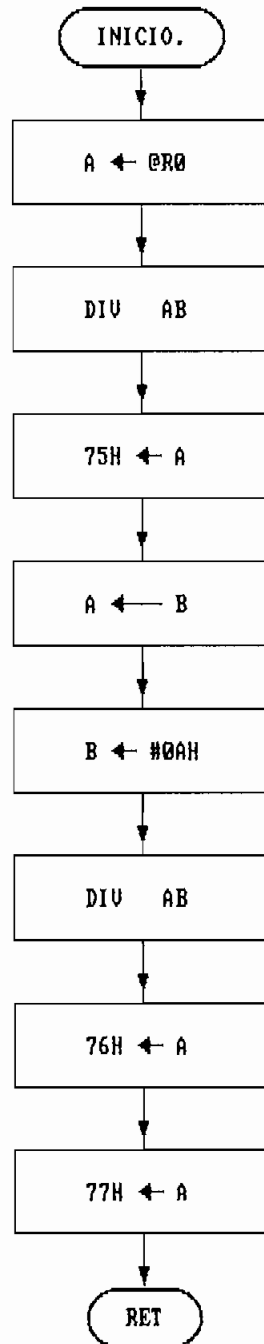 INICIO.
A ← @R0
DIV AB
75H ← A
A ← B
B ← #0AH
DIV AB
76H ← A
77H ← A
RET